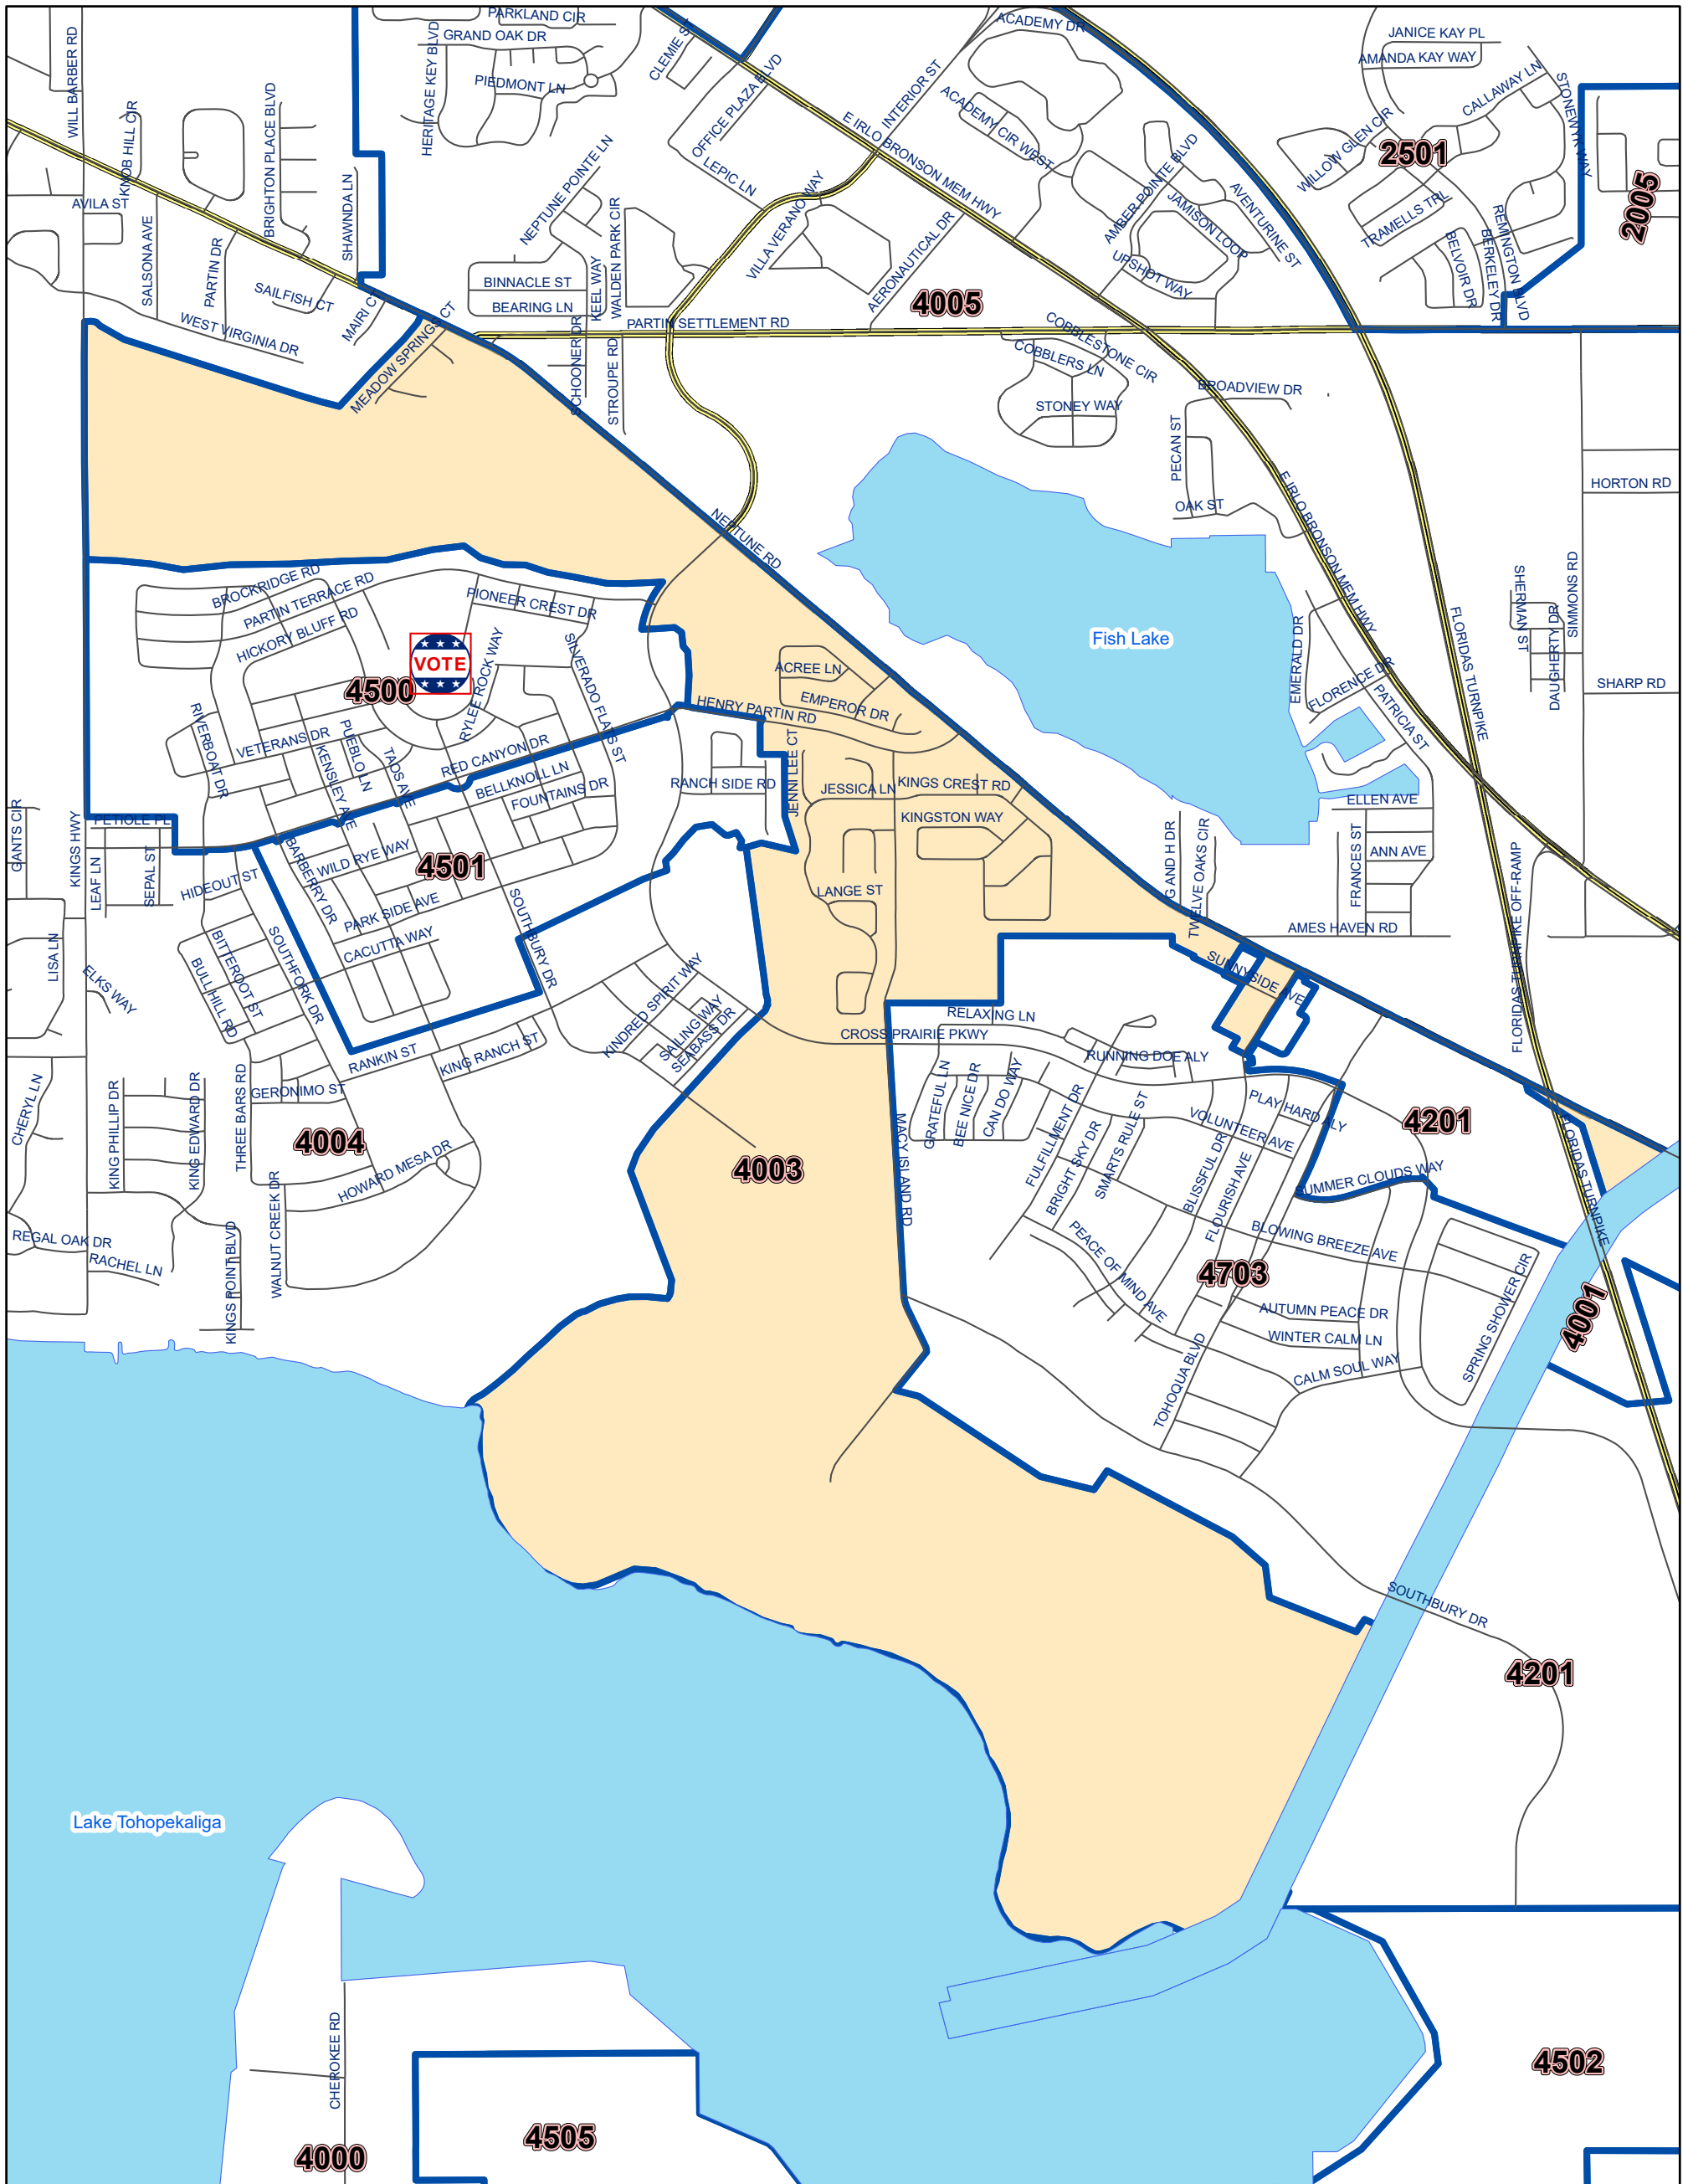 PARKLAND CIR
GRAND OAK DR
HERITAGE KEY BLVD
PIEDMONT LN
CLEMIE ST
OFFICE PLAZA BLVD
LEPIC LN
INTERIOR ST
ACADEMY DR
ACADEMY CIR WEST
E IRLO BRONSON MEM HWY
JANICE KAY PL
AMANDA KAY WAY
CALLAWAY LN
STONEWYK WAY
WILLOW GLEN CIR
2501
2005
TRAMELLS TRL
BELVOIR DR
BERKELEY DR
REMINGTON BLVD
WILL BARBER RD
KNOB HILL CIR
AVILA ST
BRIGHTON PLACE BLVD
SHAWNDA LN
SALSONA AVE
PARTIN DR
SAILFISH CT
MAIRI CT
WEST VIRGINIA DR
MEADOW SPRINGS CT
NEPTUNE POINTE LN
BINNACLE ST
BEARING LN
KEEL WAY
WALDEN PARK CIR
SCHOONER DR
STROUPE RD
VILLA VERANO WAY
AERONAUTICAL DR
AMBER POINTE BLVD
JAMISON LOOP
AVENTURINE ST
UPSHOT WAY
4005
PARTIN SETTLEMENT RD
COBBLESTONE CIR
COBBLERS LN
STONEY WAY
BROADVIEW DR
PECAN ST
OAK ST
E IRLO BRONSON MEM HWY
HORTON RD
SIMMONS RD
SHERMAN ST
DAUGHERTY DR
SHARP RD
NEPTUNE RD
Fish Lake
EMERALD DR
FLORENCE DR
PATRICIA ST
FLORIDAS TURNPIKE
BROCKRIDGE RD
PARTIN TERRACE RD
HICKORY BLUFF RD
PIONEER CREST DR
VOTE
4500
RYLEE ROCK WAY
SILVERADO FLATS ST
RIVERBOAT DR
VETERANS DR
KENSLEY AVE
PUEBLO LN
TAOS AVE
RED CANYON DR
BELLKNOLL LN
FOUNTAINS DR
ACREE LN
EMPEROR DR
HENRY PARTIN RD
JENNI LEE CT
RANCH SIDE RD
JESSICA LN
KINGS CREST RD
KINGSTON WAY
LANGE ST
ELLEN AVE
FRANCES ST
ANN AVE
AMES HAVEN RD
G AND H DR
TWELVE OAKS CIR
SUNNYSIDE AVE
FLORIDAS TURNPIKE OFF-RAMP
GANTS CIR
KINGS HWY
PETIOLE PL
LEAF LN
SEPAL ST
HIDEOUT ST
BARBERRY DR
WILD RYE WAY
4501
PARK SIDE AVE
CACUTTA WAY
SOUTHBURY DR
LISA LN
ELKS WAY
BITTEROOT ST
BULL HILL RD
SOUTHFORK DR
KINDRED SPIRIT WAY
SAILING WAY
SEABASS DR
RANKIN ST
KING RANCH ST
GERONIMO ST
THREE BARS RD
4004
HOWARD MESA DR
WALNUT CREEK DR
CHERYL LN
KING PHILLIP DR
KING EDWARD DR
REGAL OAK DR
RACHEL LN
KINGS POINT BLVD
RELAXING LN
CROSS PRAIRIE PKWY
RUNNING DOE ALY
4003
MACY ISLAND RD
GRATEFUL LN
BEE NICE DR
CAN DO WAY
FULFILLMENT DR
BRIGHT SKY DR
SMARTS RULE ST
VOLUNTEER AVE
PLAY HARD ALY
BLISSFUL DR
FLOURISH AVE
4201
SUMMER CLOUDS WAY
FLORIDAS TURNPIKE
BLOWING BREEZE AVE
4703
PEACE OF MIND AVE
AUTUMN PEACE DR
WINTER CALM LN
CALM SOUL WAY
SPRING SHOWER CIR
TOHOQUA BLVD
4001
SOUTHBURY DR
4201
Lake Tohopekaliga
CHEROKEE RD
4000
4505
4502